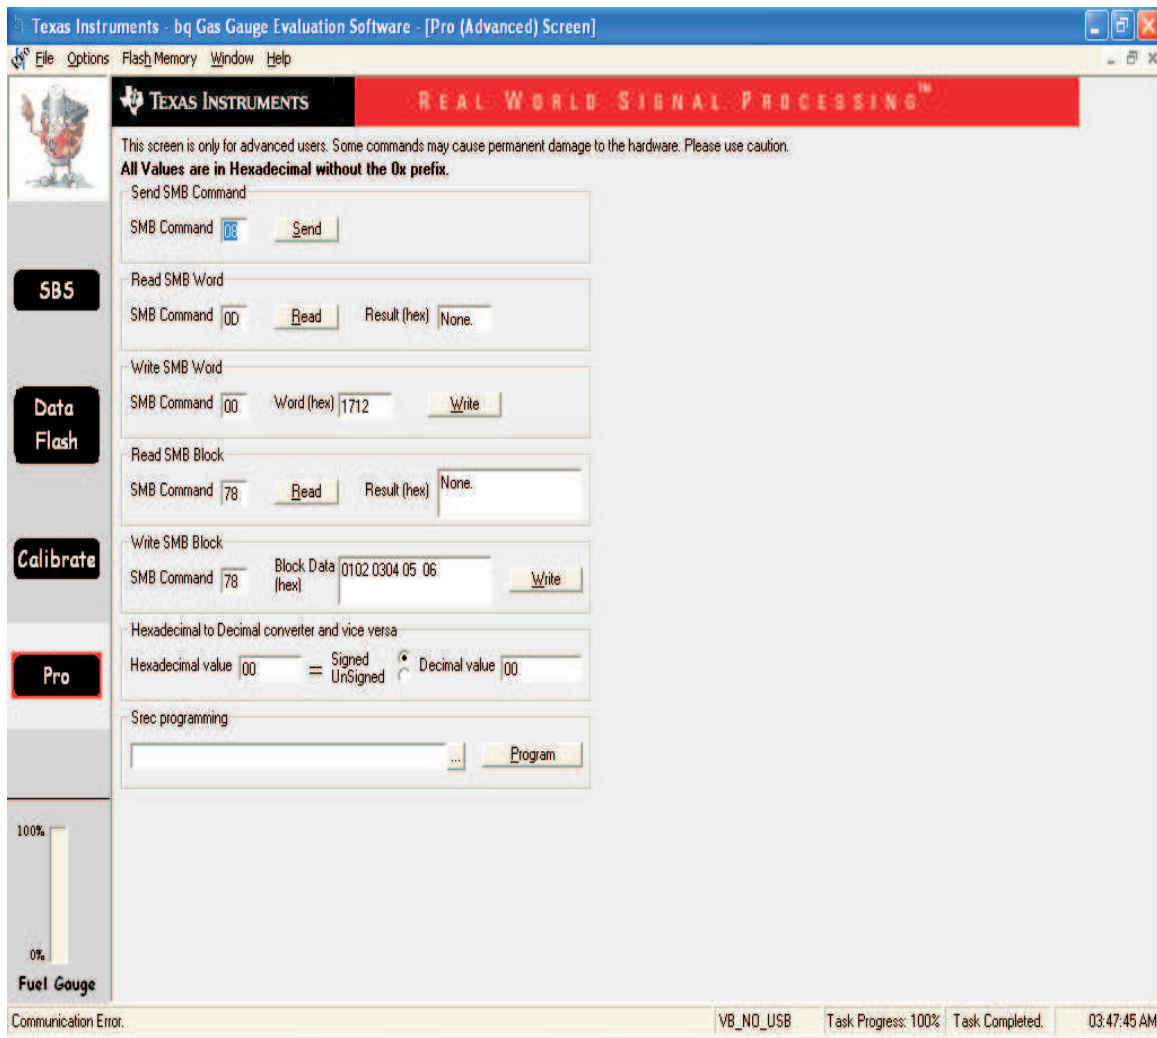 Texas Instruments - bq Gas Gauge Evaluation Software - [Pro (Advanced) Screen]
File Options Flash Memory Window Help
TEXAS INSTRUMENTS REAL WORLD SIGNAL PROCESSING™
This screen is only for advanced users. Some commands may cause permanent damage to the hardware. Please use caution.
All Values are in Hexadecimal without the 0x prefix.
Send SMB Command
SMB Command 08 Send
SBS
Read SMB Word
SMB Command 0D Read Result (hex) None.
Write SMB Word
SMB Command 00 Word (hex) 1712 Write
Data
Flash
Read SMB Block
SMB Command 78 Read Result (hex) None.
Write SMB Block
Calibrate
SMB Command 78 Block Data (hex) 0102 0304 05 06 Write
Hexadecimal to Decimal converter and vice versa
Hexadecimal value 00 = Signed UnSigned Decimal value 00
Pro
Srec programming
... Program
100%
0%
Fuel Gauge
Communication Error. VB_NO_USB Task Progress: 100% Task Completed. 03:47:45 AM